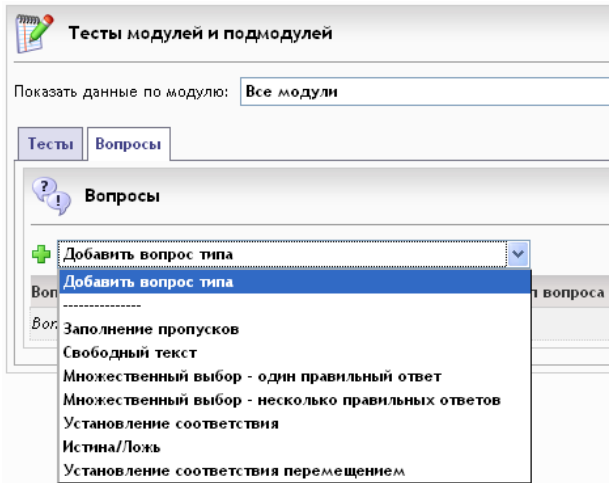 Тесты модулей и подмодулей
Показать данные по модулю: Все модули
Тесты Вопросы
Вопросы
Добавить вопрос типа
Добавить вопрос типа
---------------
вопроса
Заполнение пропусков
Свободный текст
Множественный выбор - один правильный ответ
Множественный выбор - несколько правильных ответов
Установление соответствия
Истина/Ложь
Установление соответствия перемещением